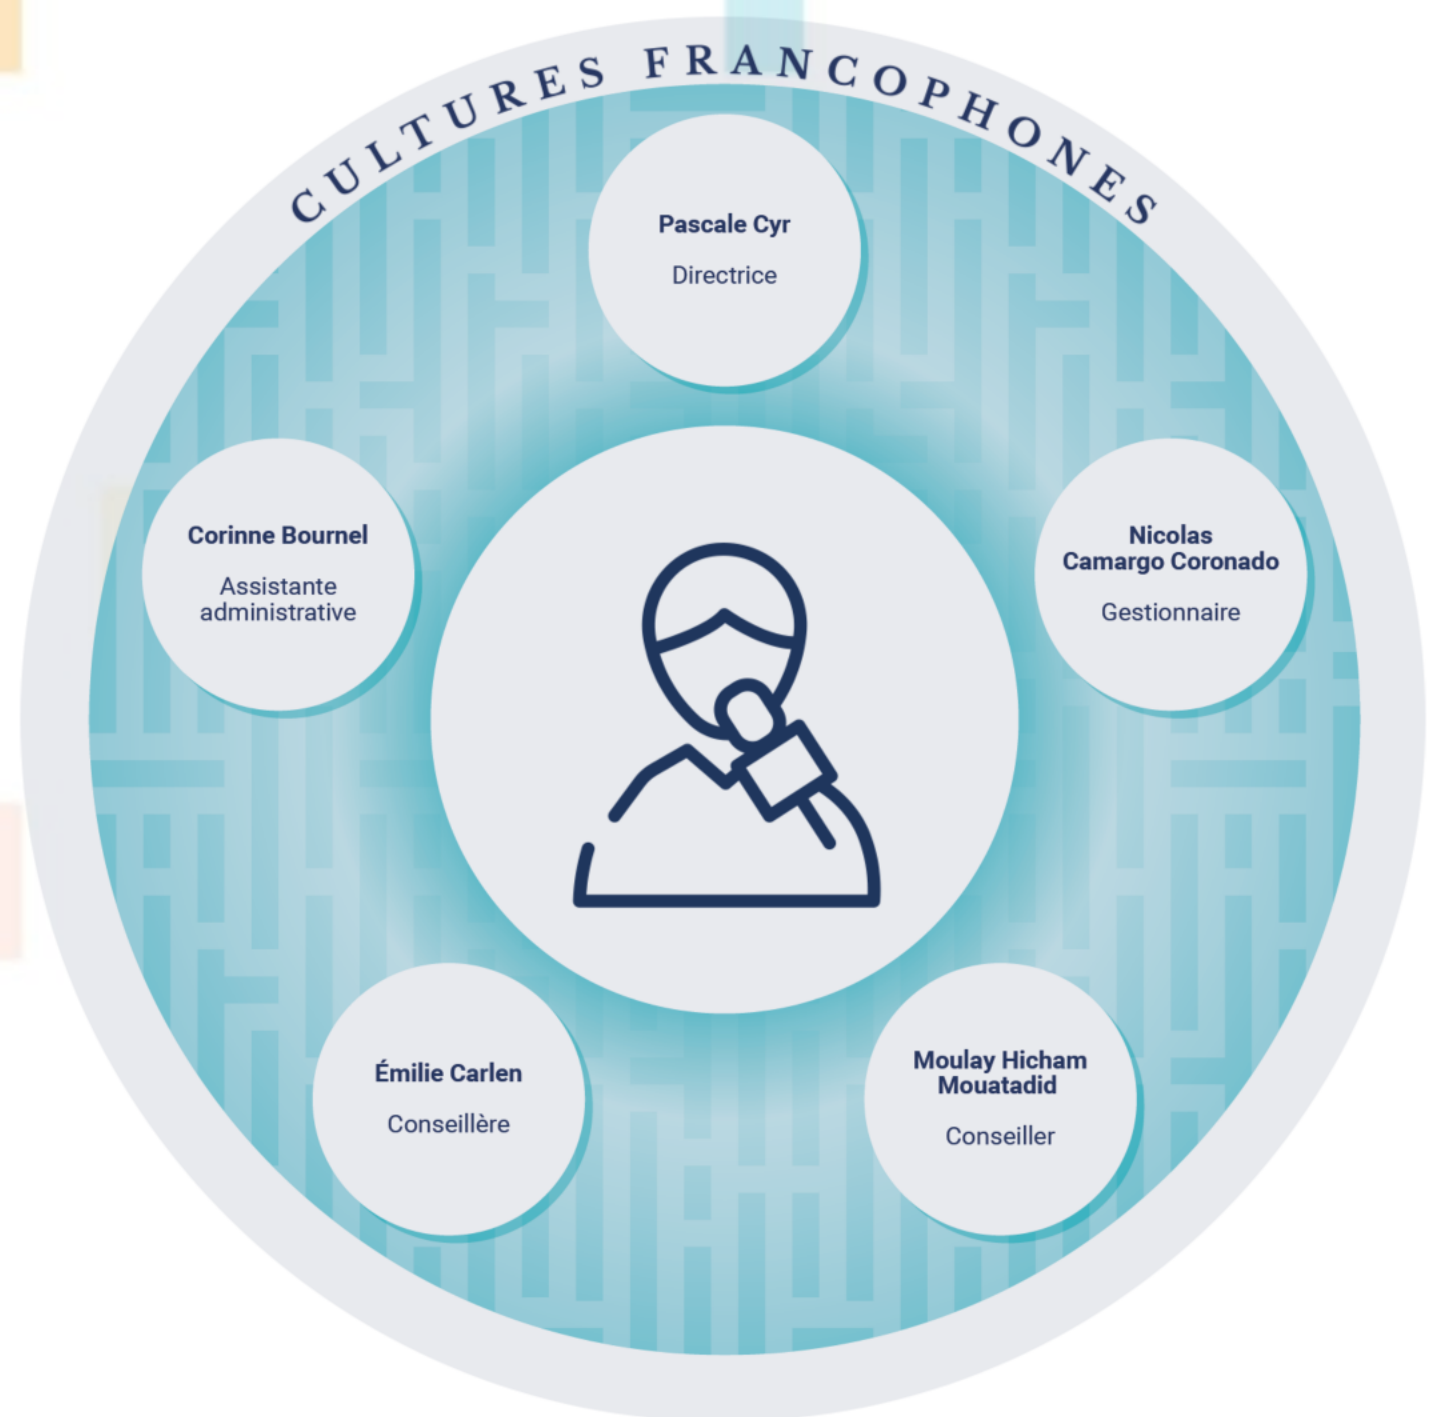 CULTURES FRANCOPHONES
Pascale Cyr
Directrice
Corinne Bournel
Assistante
administrative
Nicolas
Camargo Coronado
Gestionnaire
Émilie Carlen
Conseillère
Moulay Hicham
Mouatadid
Conseiller